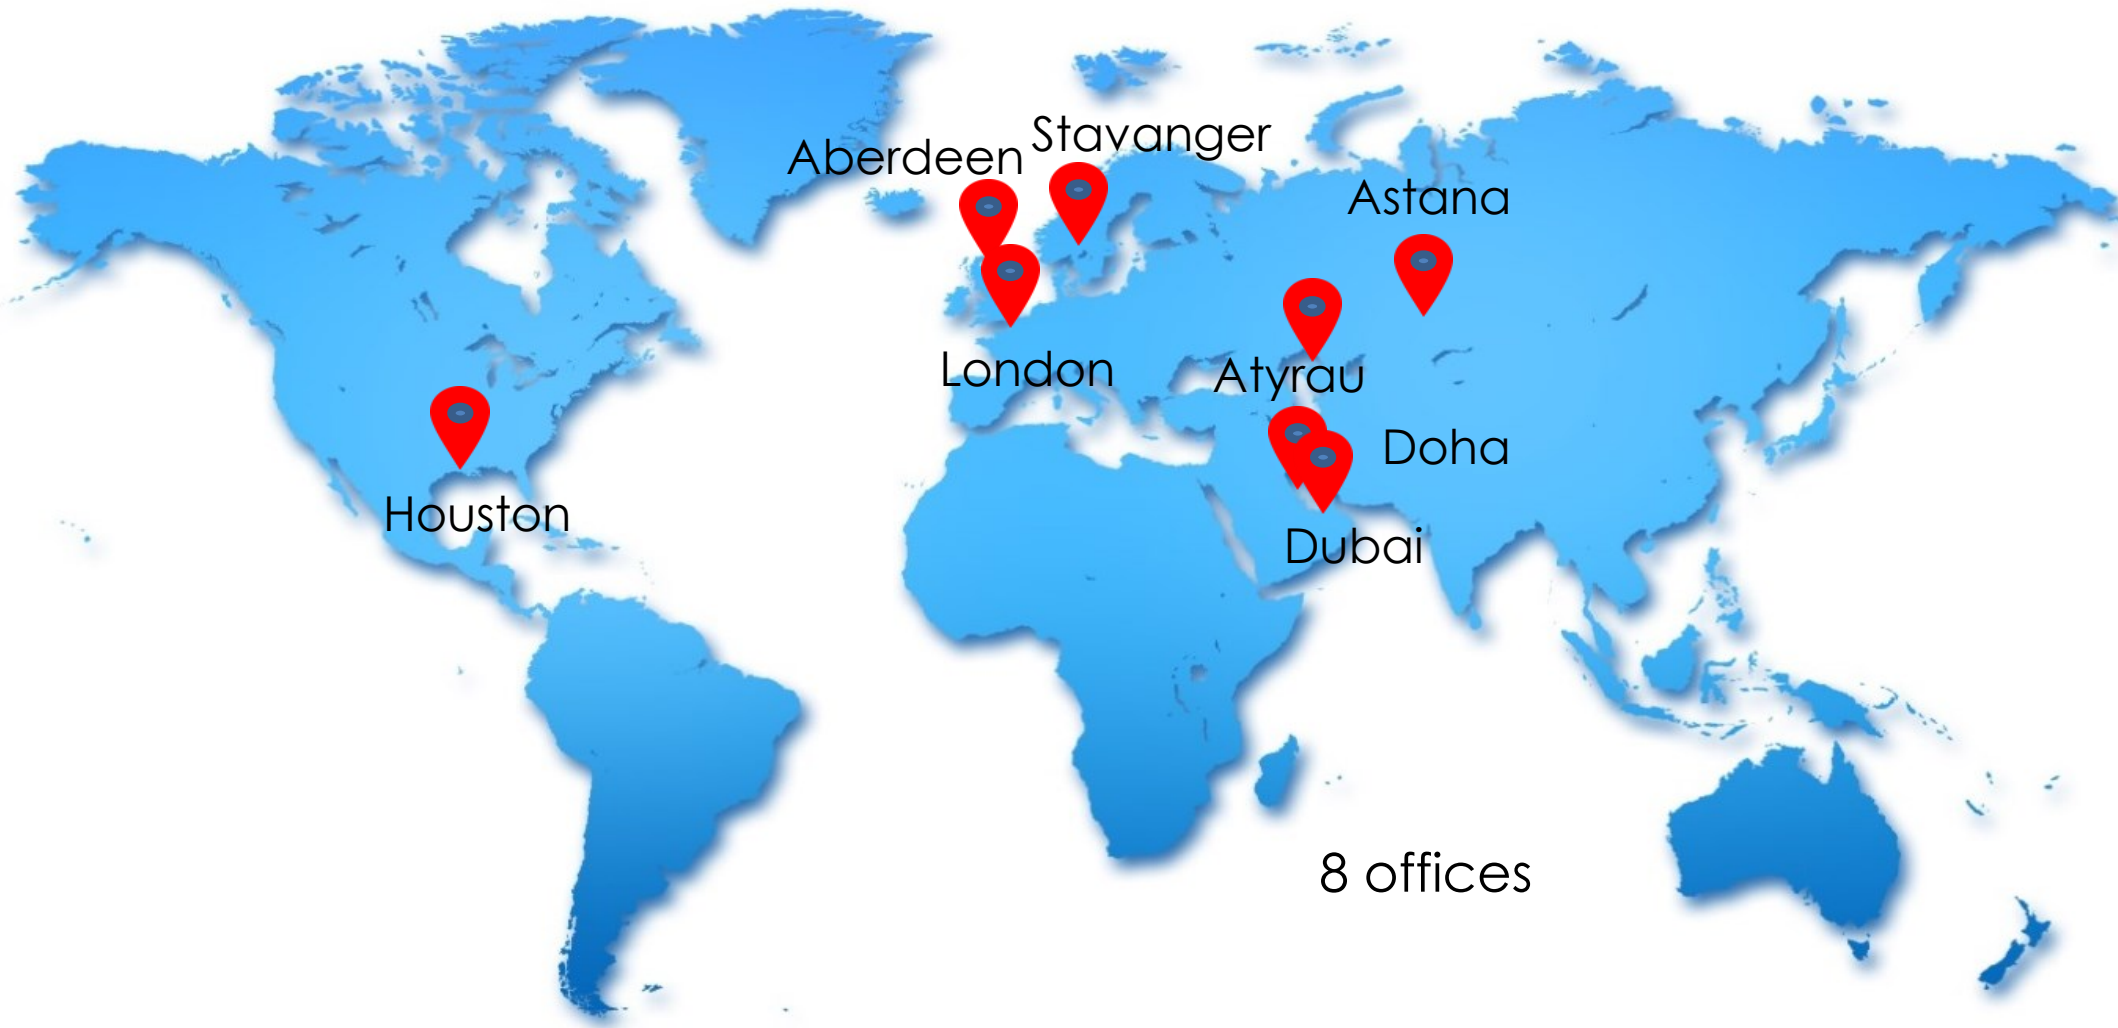 Stavanger
Aberdeen
Astana
London
Atyrau
Doha
Houston
Dubai
8 offices